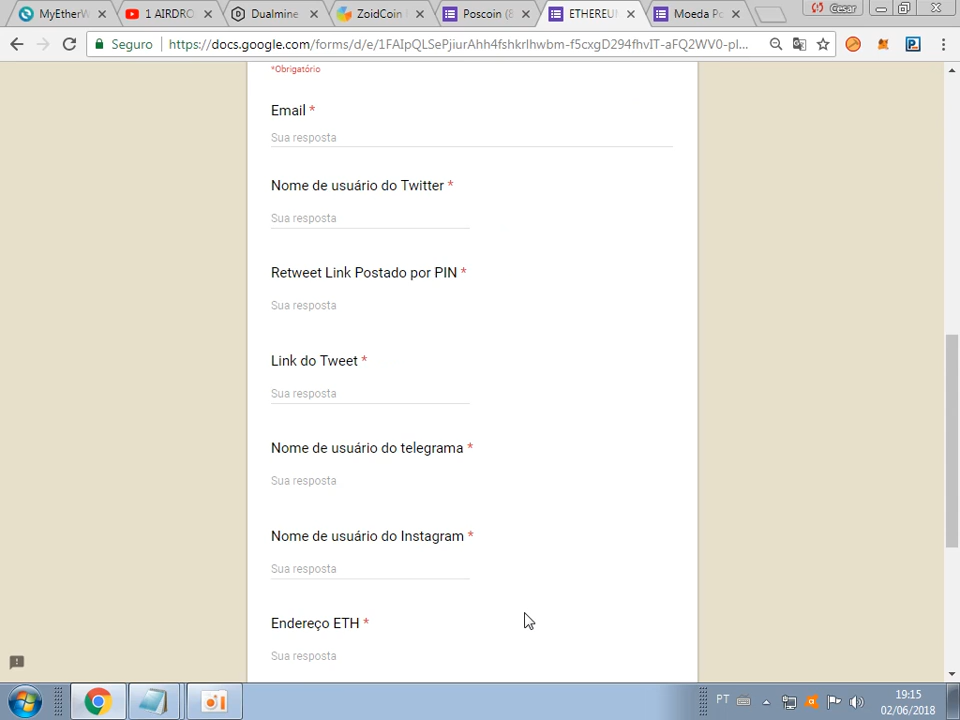 MyEtherW
1 AIRDRO
Dualmine
ZoidCoin
Poscoin (8
ETHEREUM
Moeda Po
Cesar
Seguro
https://docs.google.com/forms/d/e/1FAIpQLSePjiurAhh4fshkrlhwbm-f5cxgD294fhvIT-aFQ2WV0-pl...
*Obrigatório
Email *
Sua resposta
Nome de usuário do Twitter *
Sua resposta
Retweet Link Postado por PIN *
Sua resposta
Link do Tweet *
Sua resposta
Nome de usuário do telegrama *
Sua resposta
Nome de usuário do Instagram *
Sua resposta
Endereço ETH *
Sua resposta
PT
19:15
02/06/2018